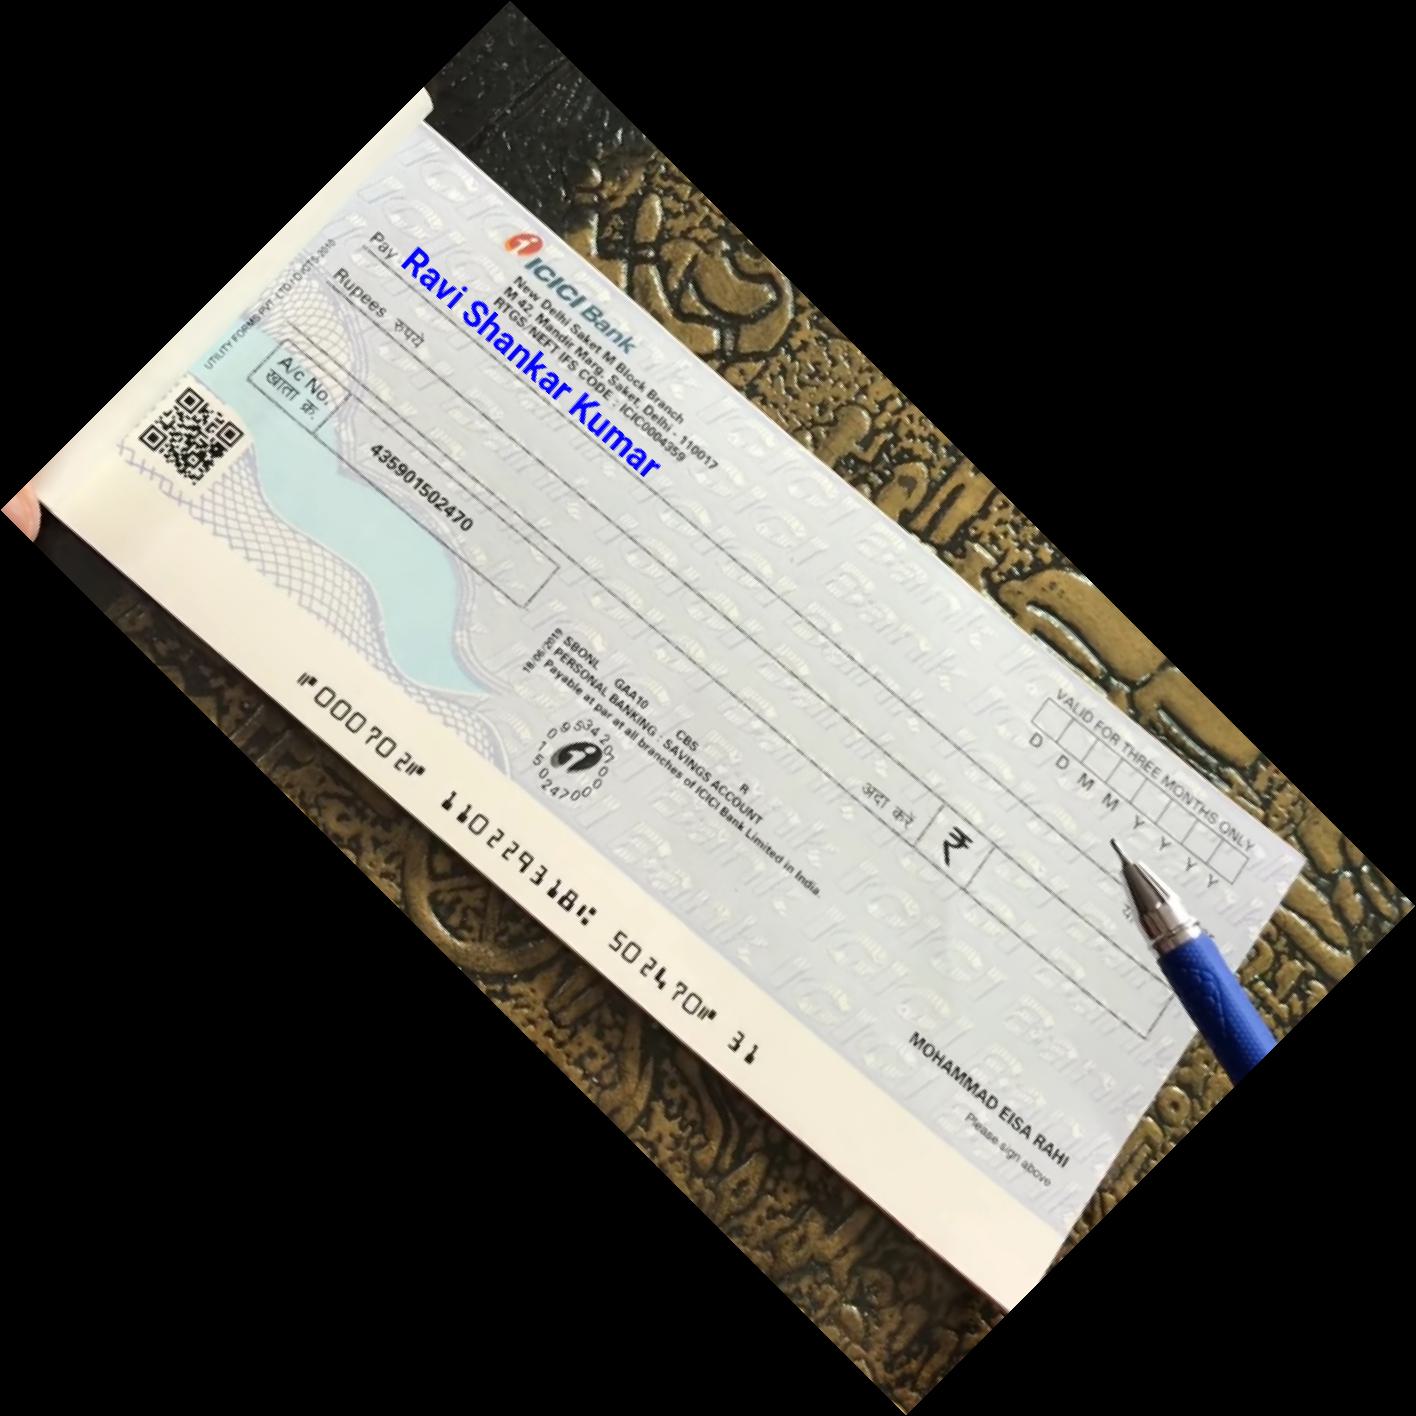 ICICI Bank
New Delhi Saket M Block Branch
M 42, Mandir Marg, Saket, Delhi - 110017
RTGS/NEFT IFS CODE : ICIC0004359
VALID FOR THREE MONTHS ONLY
D D M M Y Y Y Y
Pay Ravi Shankar Kumar
Rupees रुपये
अदा करें ₹
A/c No.
खाता क्र.
435901502470
UTILITY FORMS PVT. LTD/D/CTS-2010
18/06/2019
SBONL GAA10 CBS R
PERSONAL BANKING : SAVINGS ACCOUNT
Payable at par at all branches of ICICI Bank Limited in India.
MOHAMMAD EISA RAHI
Please sign above
⑈000702⑈ 110229318⑆ 502470⑈ 31